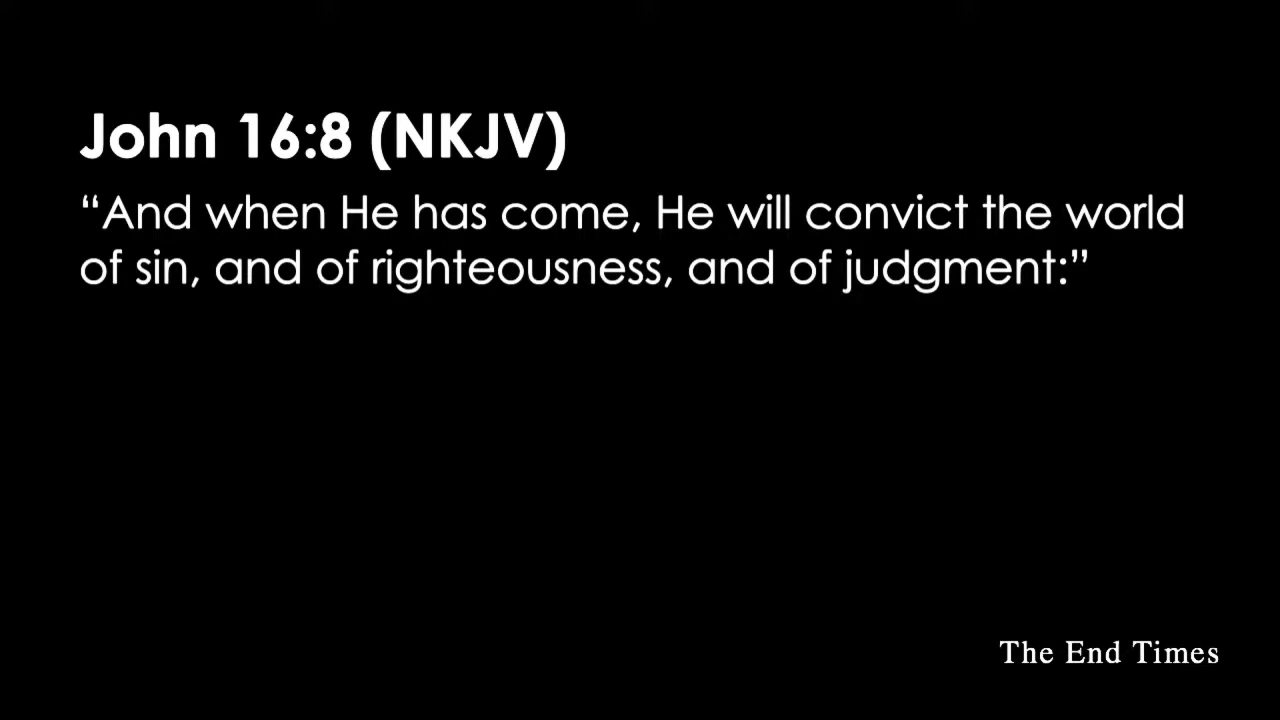 John 16:8 (NKJV)
“And when He has come, He will convict the world
of sin, and of righteousness, and of judgment:”
The End Times